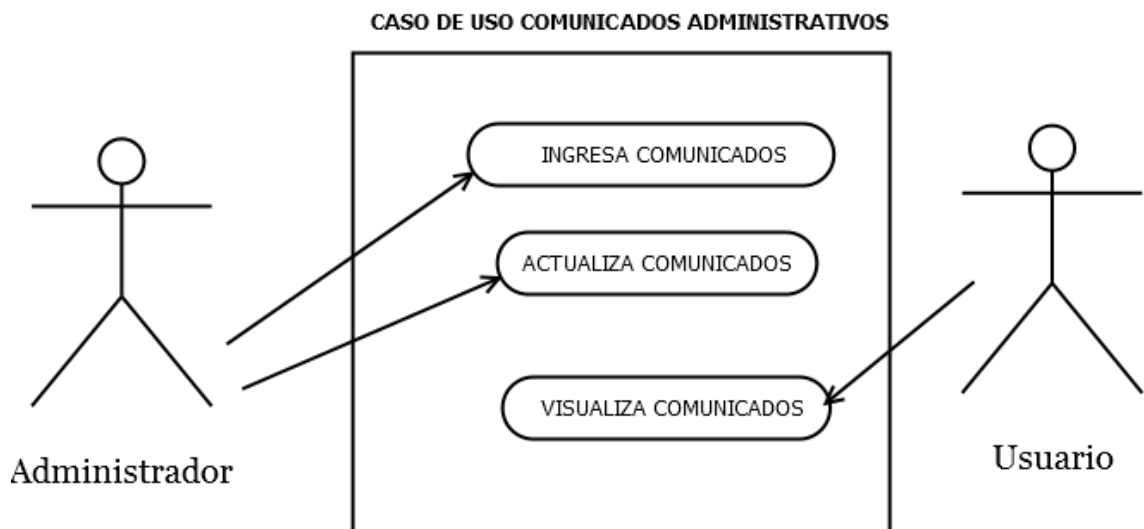 CASO DE USO COMUNICADOS ADMINISTRATIVOS
INGRESA COMUNICADOS
ACTUALIZA COMUNICADOS
VISUALIZA COMUNICADOS
Administrador
Usuario